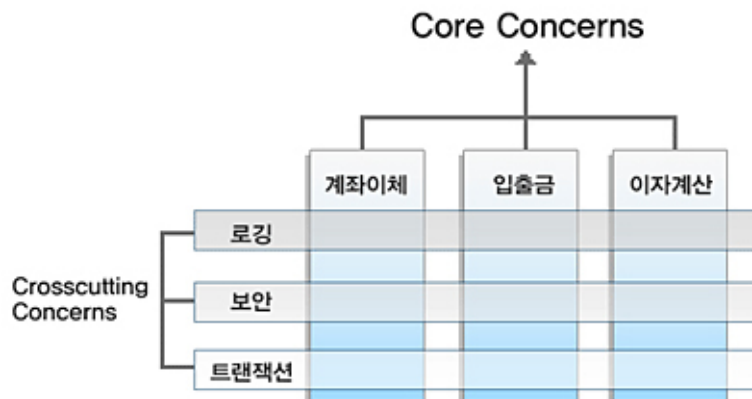 Core Concerns
계좌이체 입출금 이자계산
로깅
Crosscutting
Concerns
보안
트랜잭션